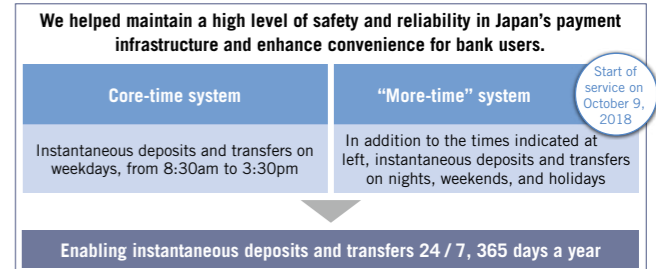 We helped maintain a high level of safety and reliability in Japan's payment
infrastructure and enhance convenience for bank users.
Core-time system
Instantaneous deposits and transfers on
weekdays, from 8:30am to 3:30pm
“More-time” system
Start of
service on
October 9,
2018
In addition to the times indicated at
left, instantaneous deposits and transfers
on nights, weekends, and holidays
Enabling instantaneous deposits and transfers 24 / 7, 365 days a year